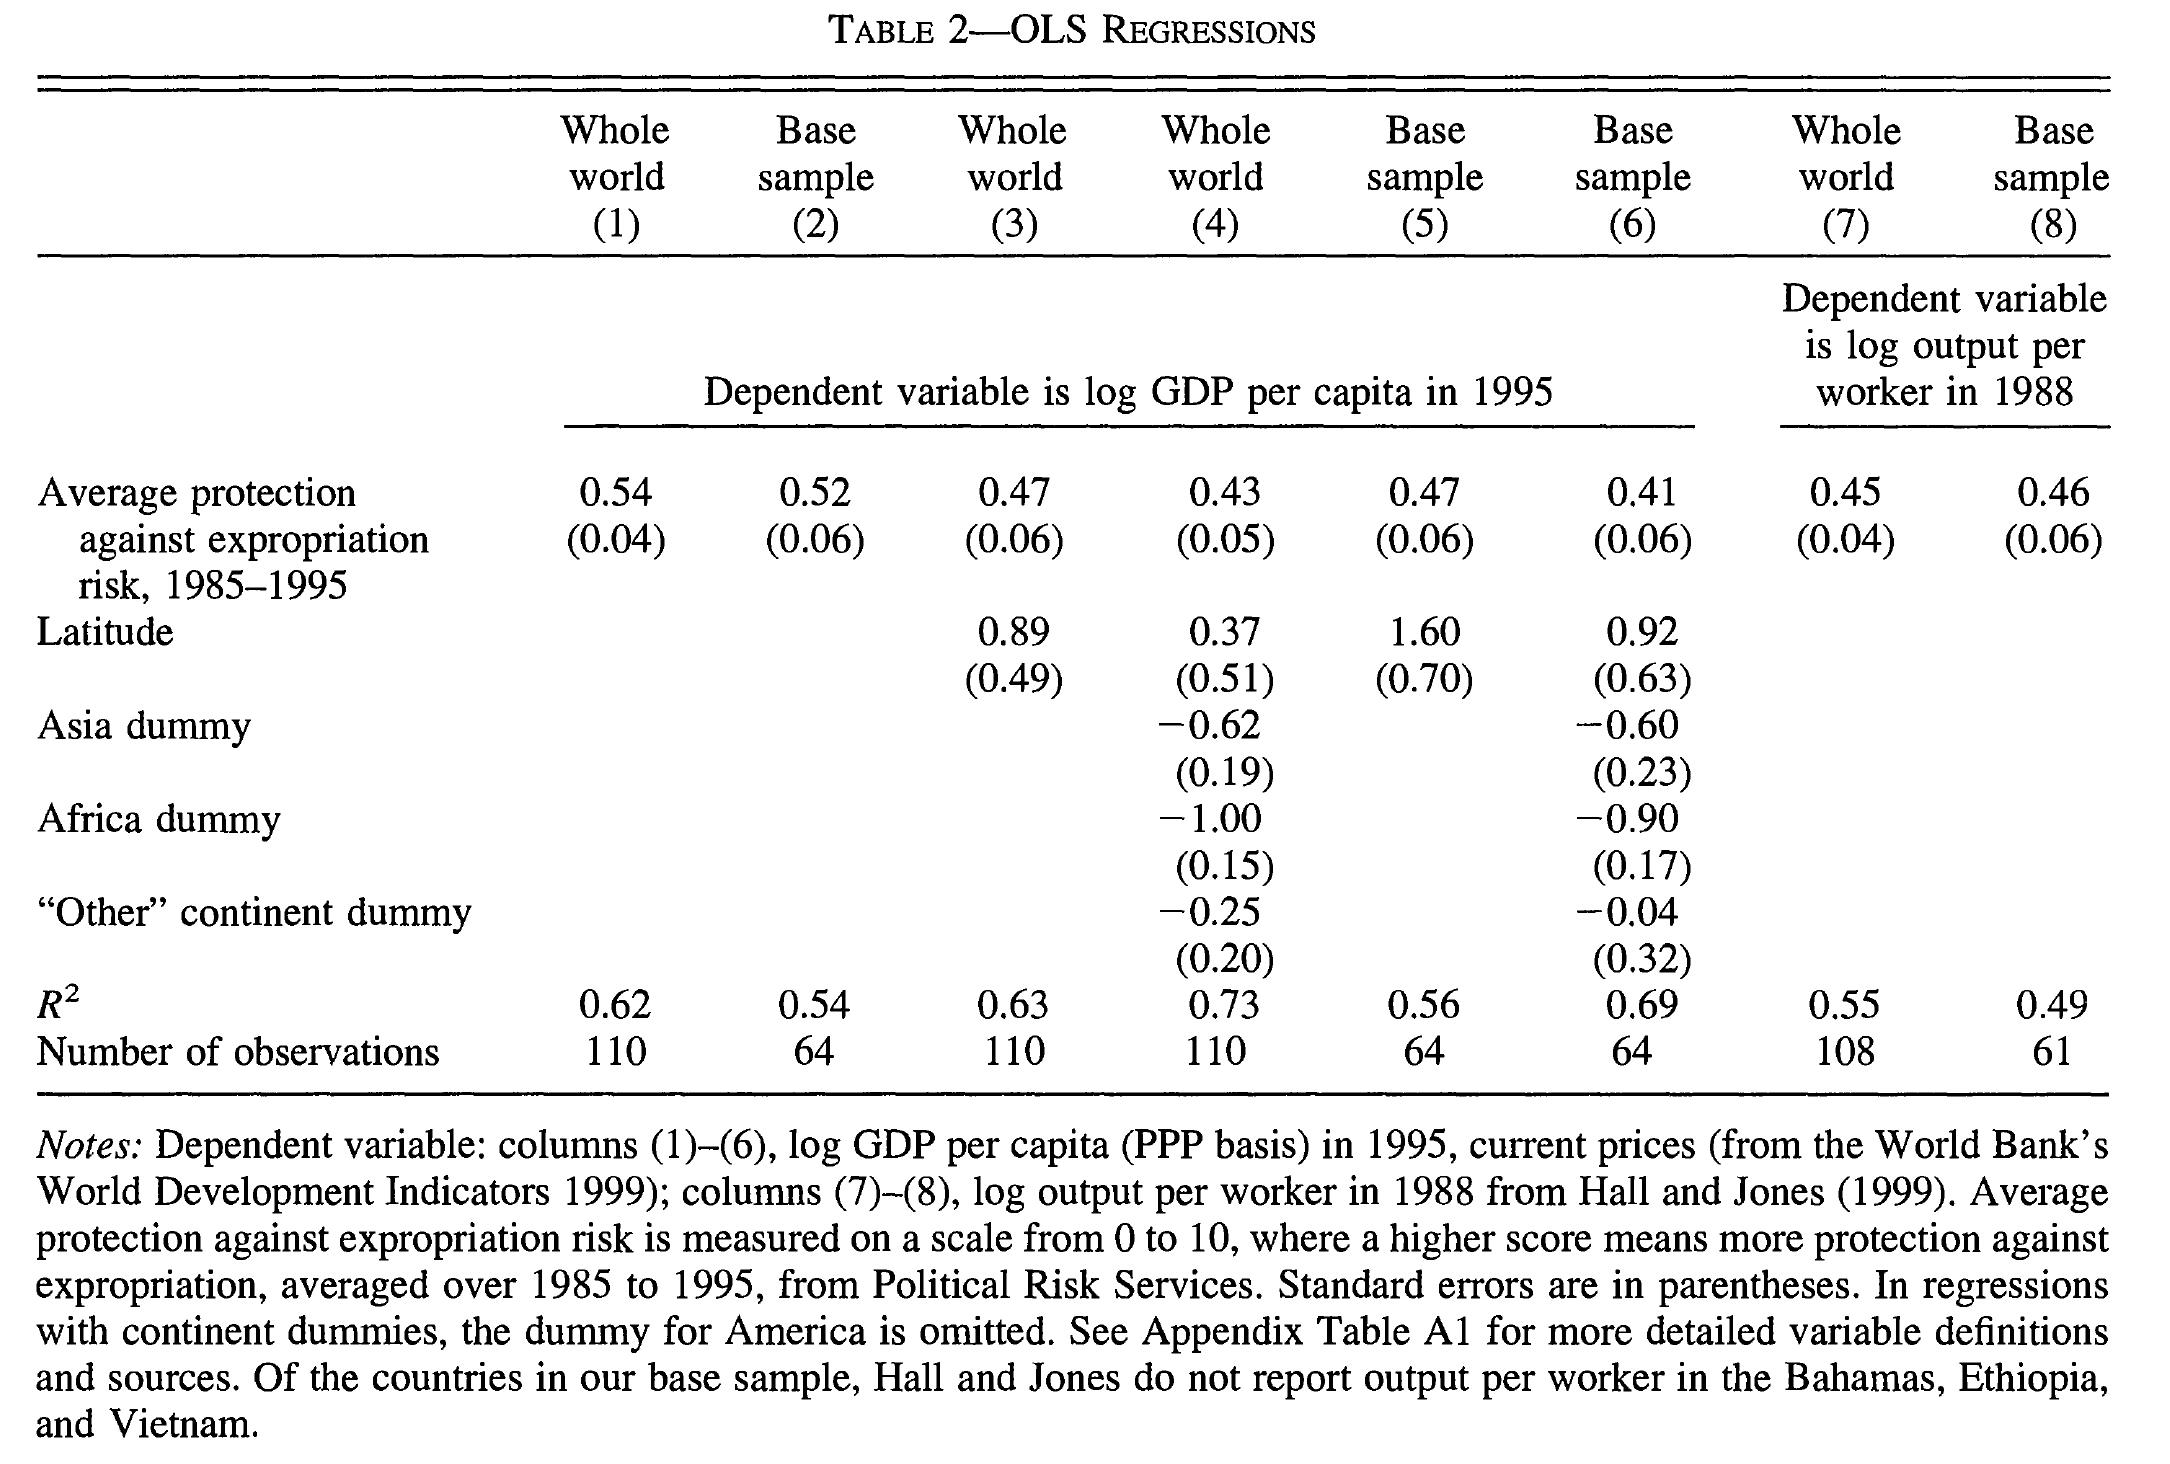 TABLE 2—OLS REGRESSIONS
Whole Base Whole Whole Base Base Whole Base
world sample world world sample sample world sample
(1) (2) (3) (4) (5) (6) (7) (8)
Dependent variable
is log output per
Dependent variable is log GDP per capita in 1995 worker in 1988
Average protection 0.54 0.52 0.47 0.43 0.47 0.41 0.45 0.46
against expropriation (0.04) (0.06) (0.06) (0.05) (0.06) (0.06) (0.04) (0.06)
risk, 1985–1995
Latitude 0.89 0.37 1.60 0.92
(0.49) (0.51) (0.70) (0.63)
Asia dummy −0.62 −0.60
(0.19) (0.23)
Africa dummy −1.00 −0.90
(0.15) (0.17)
“Other” continent dummy −0.25 −0.04
(0.20) (0.32)
R² 0.62 0.54 0.63 0.73 0.56 0.69 0.55 0.49
Number of observations 110 64 110 110 64 64 108 61
Notes: Dependent variable: columns (1)–(6), log GDP per capita (PPP basis) in 1995, current prices (from the World Bank’s
World Development Indicators 1999); columns (7)–(8), log output per worker in 1988 from Hall and Jones (1999). Average
protection against expropriation risk is measured on a scale from 0 to 10, where a higher score means more protection against
expropriation, averaged over 1985 to 1995, from Political Risk Services. Standard errors are in parentheses. In regressions
with continent dummies, the dummy for America is omitted. See Appendix Table A1 for more detailed variable definitions
and sources. Of the countries in our base sample, Hall and Jones do not report output per worker in the Bahamas, Ethiopia,
and Vietnam.